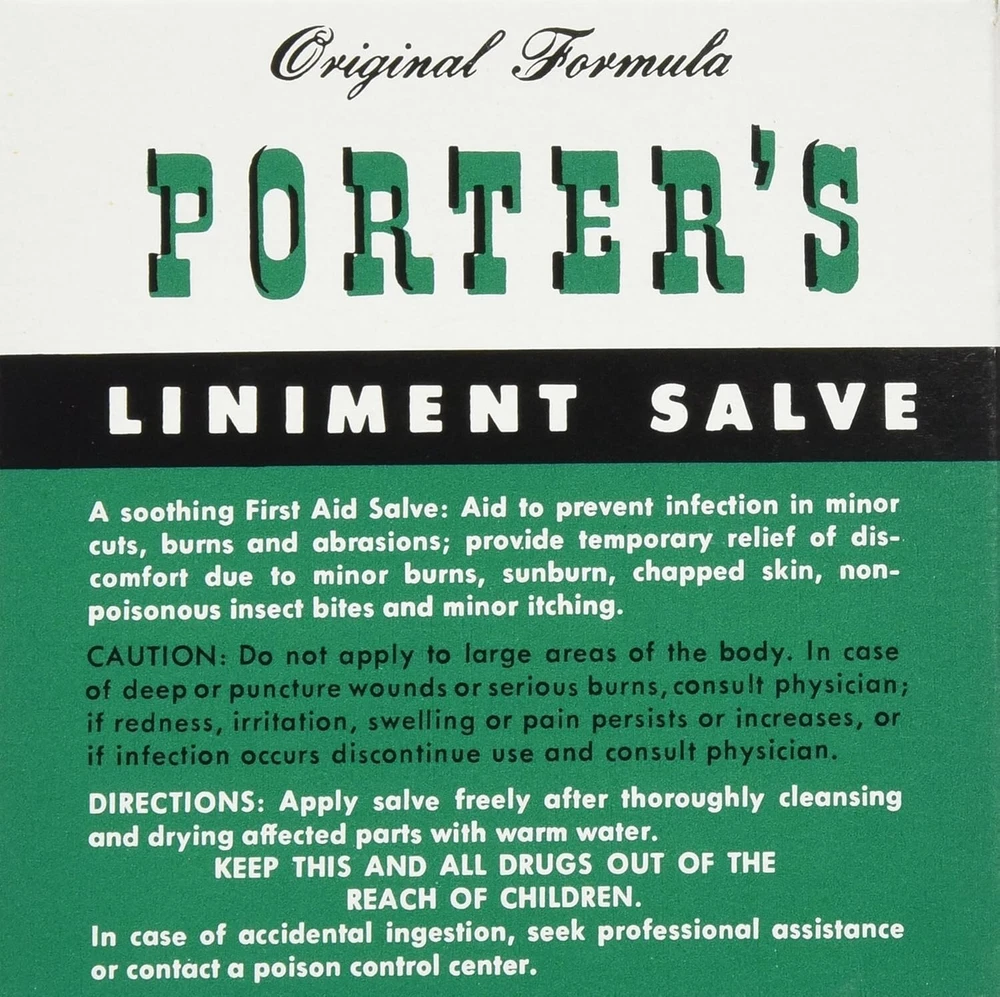 Original Formula
PORTER'S
LINIMENT SALVE
A soothing First Aid Salve: Aid to prevent infection in minor
cuts, burns and abrasions; provide temporary relief of dis-
comfort due to minor burns, sunburn, chapped skin, non-
poisonous insect bites and minor itching.
CAUTION: Do not apply to large areas of the body. In case
of deep or puncture wounds or serious burns, consult physician;
if redness, irritation, swelling or pain persists or increases, or
if infection occurs discontinue use and consult physician.
DIRECTIONS: Apply salve freely after thoroughly cleansing
and drying affected parts with warm water.
KEEP THIS AND ALL DRUGS OUT OF THE
REACH OF CHILDREN.
In case of accidental ingestion, seek professional assistance
or contact a poison control center.